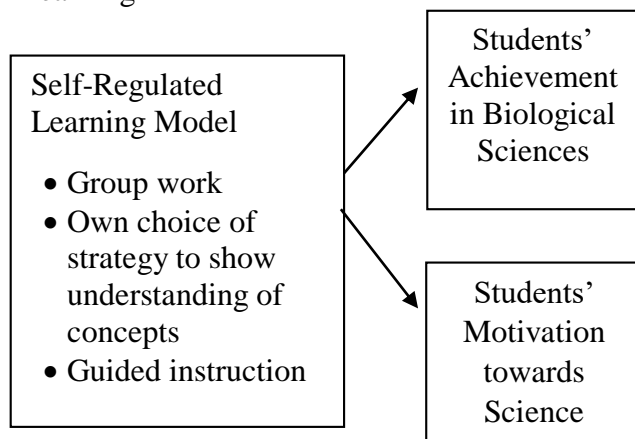 Self-Regulated
Learning Model
• Group work
• Own choice of
strategy to show
understanding of
concepts
• Guided instruction
Students’
Achievement
in Biological
Sciences
Students’
Motivation
towards
Science